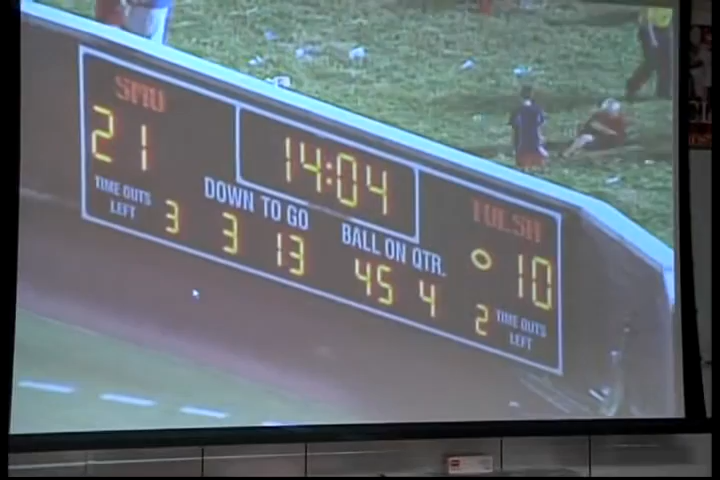 SMU
21
14:04
TULSA
10
TIME OUTS LEFT 3
DOWN 3
TO GO 13
BALL ON 45
QTR. 4
2 TIME OUTS LEFT